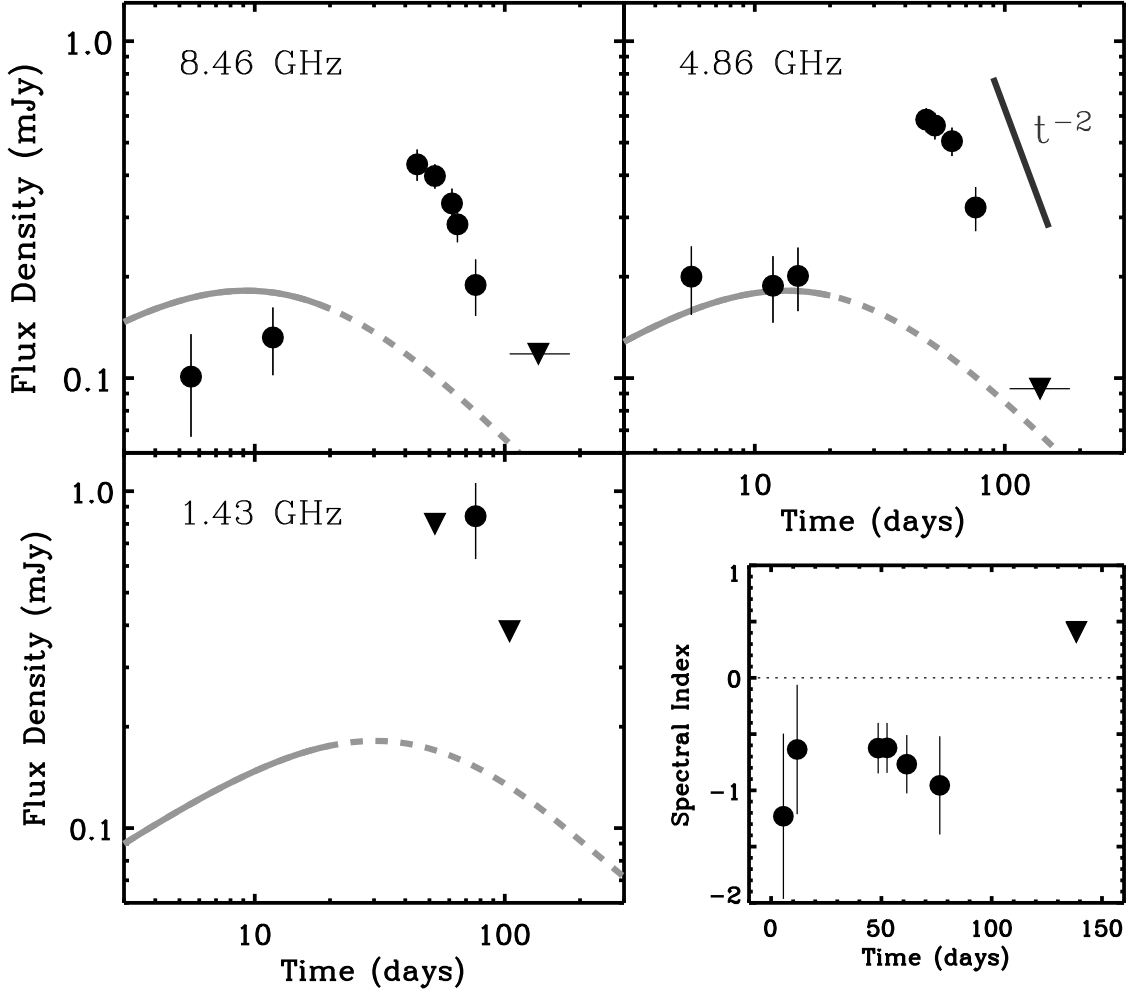 8.46 GHz
4.86 GHz
t⁻²
Flux Density (mJy)
1.0
0.1
10
100
Time (days)
1.43 GHz
Flux Density (mJy)
1.0
0.1
10
100
Time (days)
Spectral Index
1
0
−1
−2
0
50
100
150
Time (days)